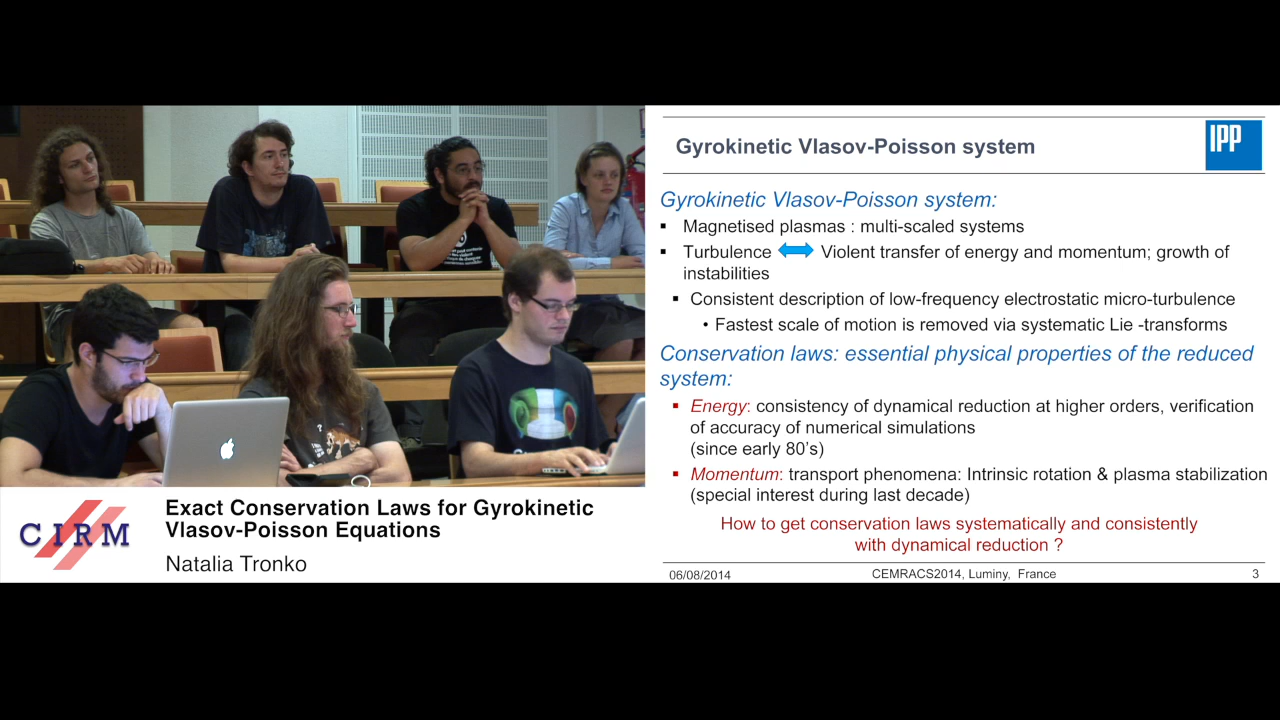 Gyrokinetic Vlasov-Poisson system
IPP
Gyrokinetic Vlasov-Poisson system:
▪ Magnetised plasmas : multi-scaled systems
▪ Turbulence Violent transfer of energy and momentum; growth of
instabilities
▪ Consistent description of low-frequency electrostatic micro-turbulence
• Fastest scale of motion is removed via systematic Lie -transforms
Conservation laws: essential physical properties of the reduced
system:
▪ Energy: consistency of dynamical reduction at higher orders, verification
of accuracy of numerical simulations
(since early 80's)
▪ Momentum: transport phenomena: Intrinsic rotation & plasma stabilization
(special interest during last decade)
How to get conservation laws systematically and consistently
with dynamical reduction ?
06/08/2014 CEMRACS2014, Luminy, France 3
CIRM
Exact Conservation Laws for Gyrokinetic
Vlasov-Poisson Equations
Natalia Tronko